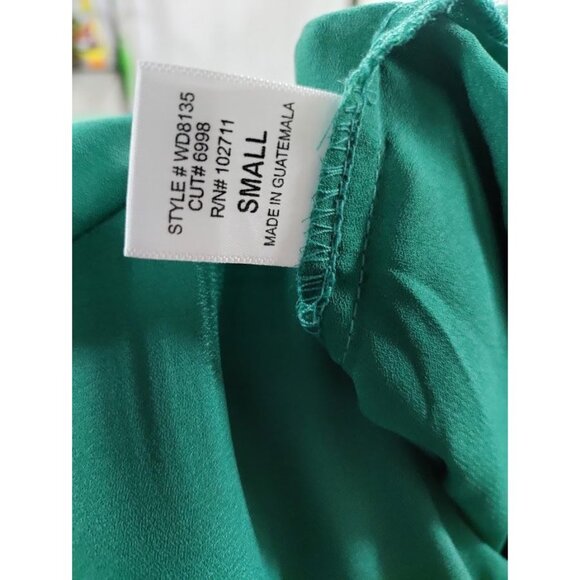 STYLE # WD8135
CUT# 6998
R/N# 102711
SMALL
MADE IN GUATEMALA